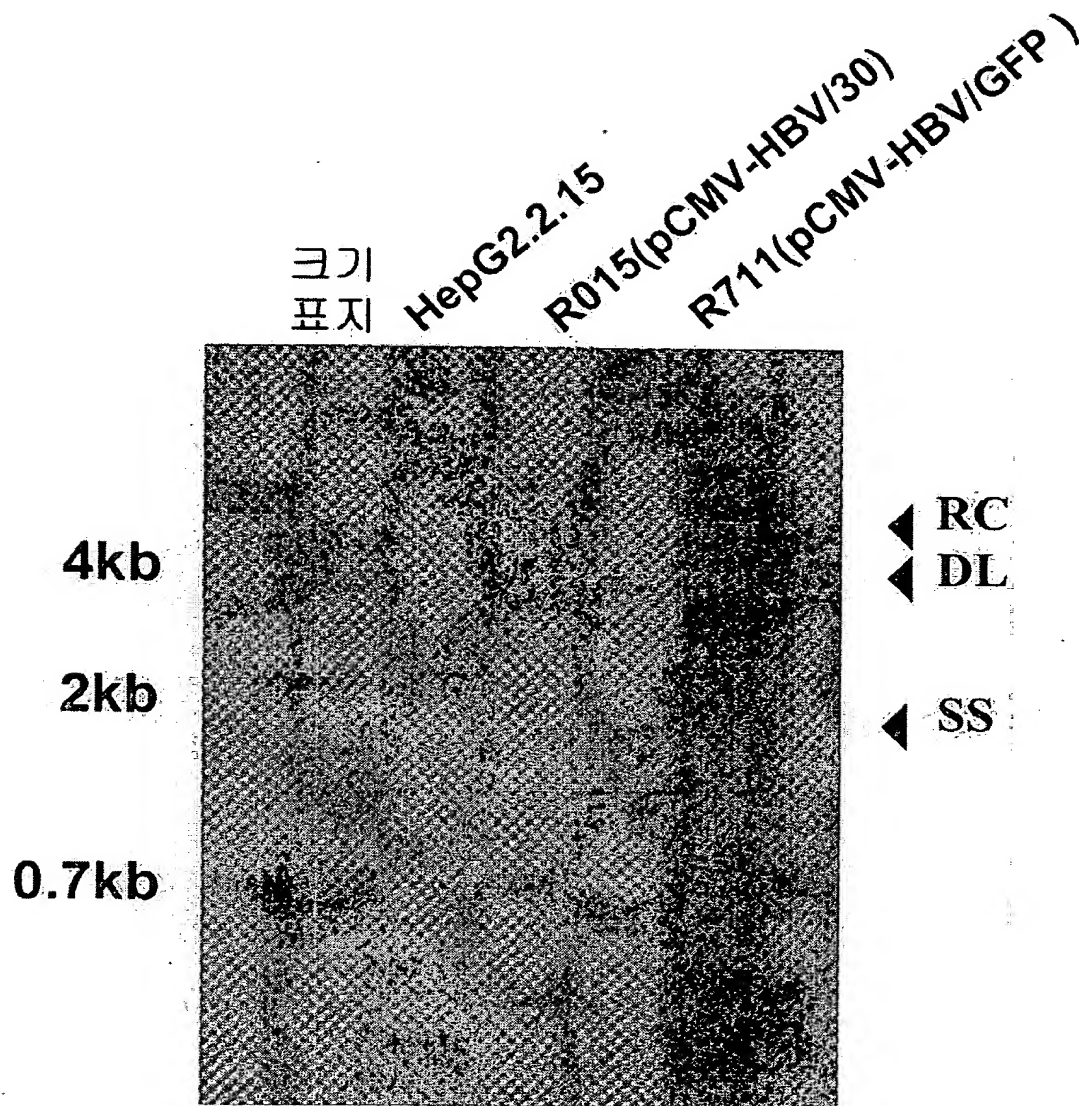 크기
표지
HepG2.2.15
R015(pCMV-HBV/30)
R711(pCMV-HBV/GFP )
4kb
2kb
0.7kb
RC
DL
SS